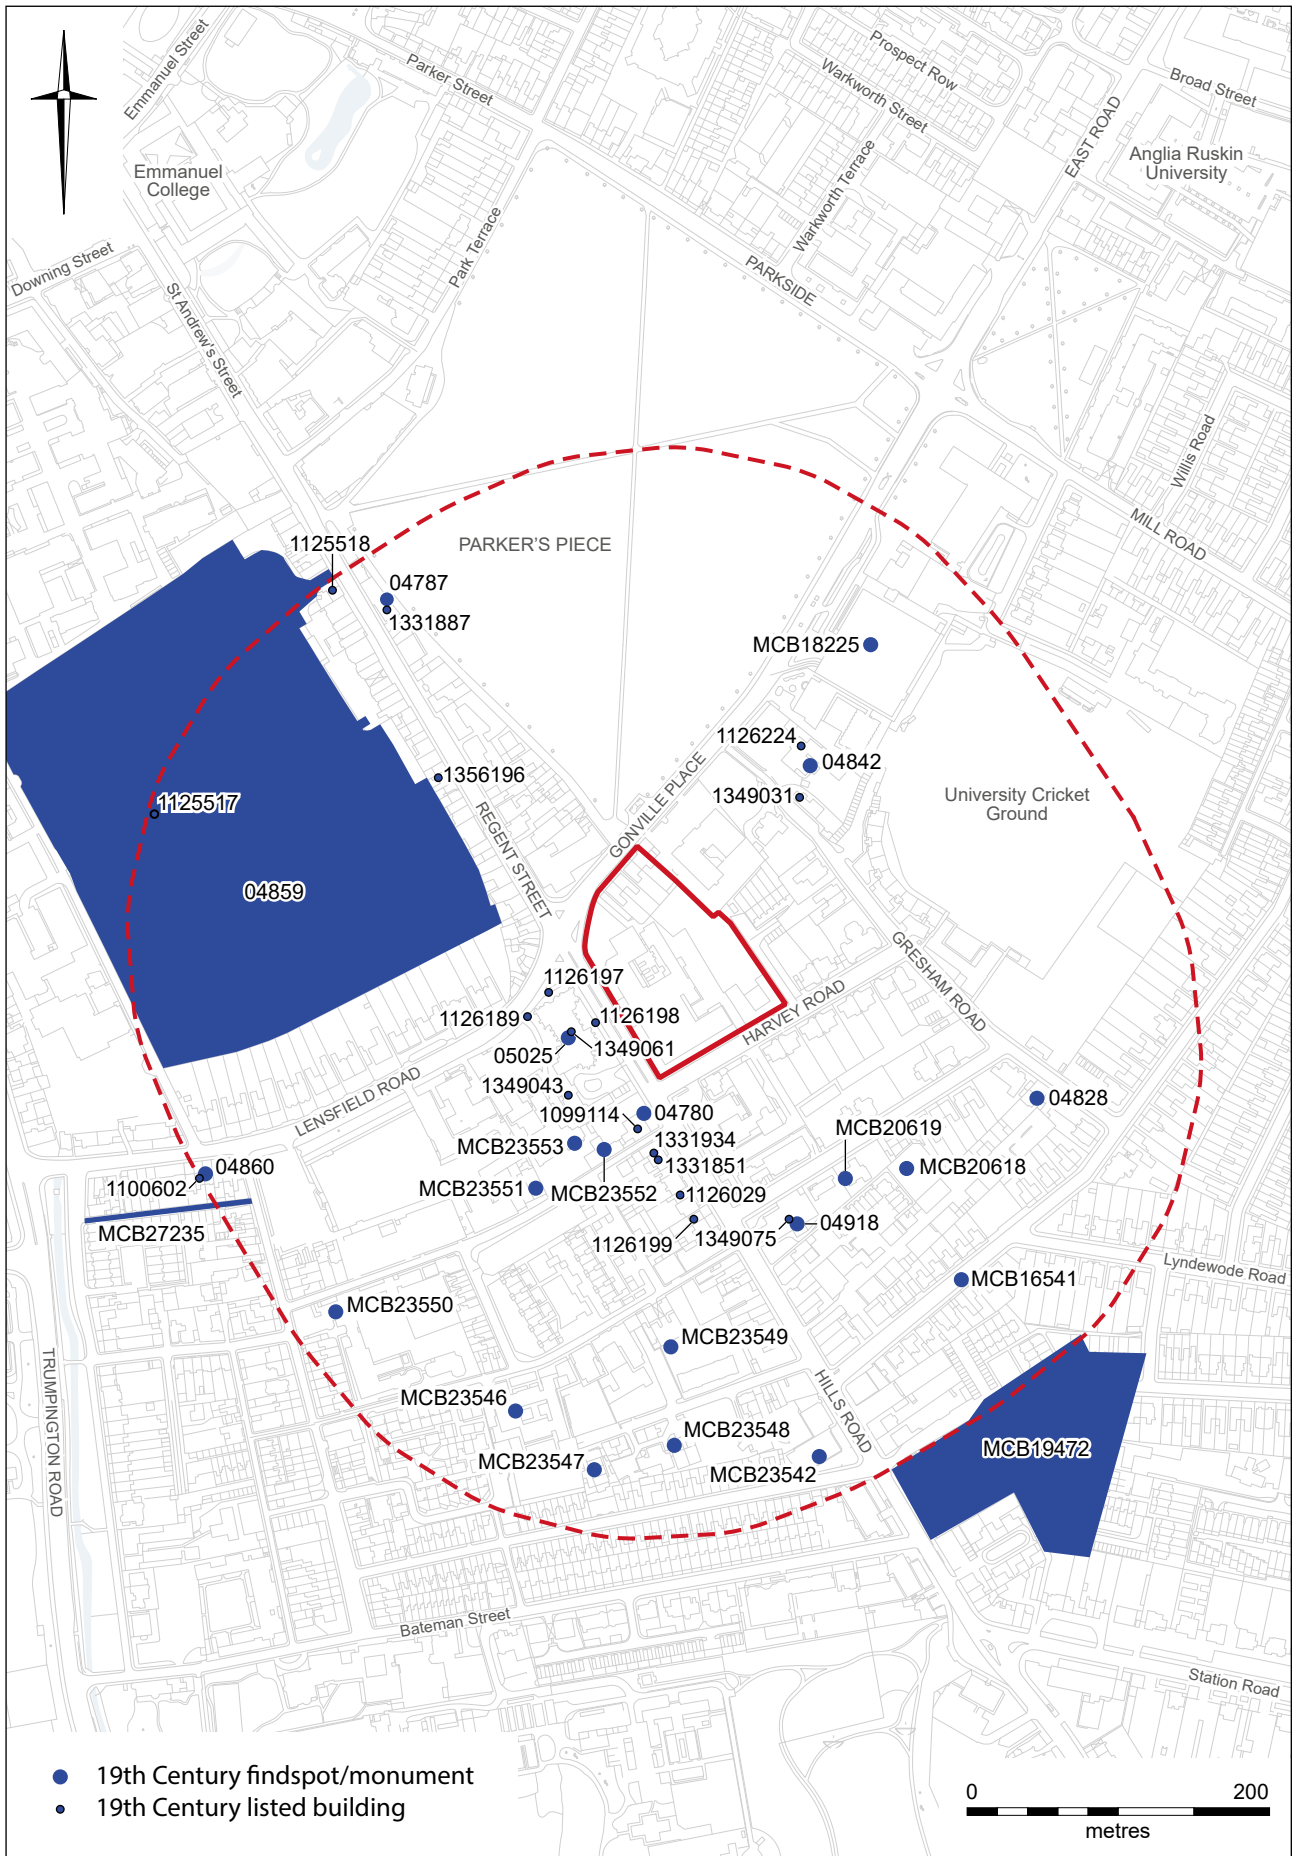 Emmanuel Street
Parker Street
Prospect Row
Warkworth Street
Broad Street
EAST ROAD
Emmanuel
College
Anglia Ruskin
University
Warkworth Terrace
Park Terrace
Downing Street
PARKSIDE
St Andrew's Street
Willis Road
MILL ROAD
1125518
PARKER'S PIECE
04787
1331887
MCB18225
1126224
04842
1356196
1349031
University Cricket
Ground
1125517
GONVILLE PLACE
REGENT STREET
04859
GRESHAM ROAD
1126197
1126189
1126198
HARVEY ROAD
05025
1349061
LENSFIELD ROAD
1349043
04828
04780
1099114
MCB20619
MCB23553
1331934
1331851
MCB20618
04860
1100602
MCB23551
MCB23552
1126029
MCB27235
1126199
1349075
04918
Lyndewode Road
MCB16541
MCB23550
MCB23549
TRUMPINGTON ROAD
HILLS ROAD
MCB23546
MCB23548
MCB19472
MCB23547
MCB23542
Bateman Street
Station Road
19th Century findspot/monument
19th Century listed building
0 200
metres